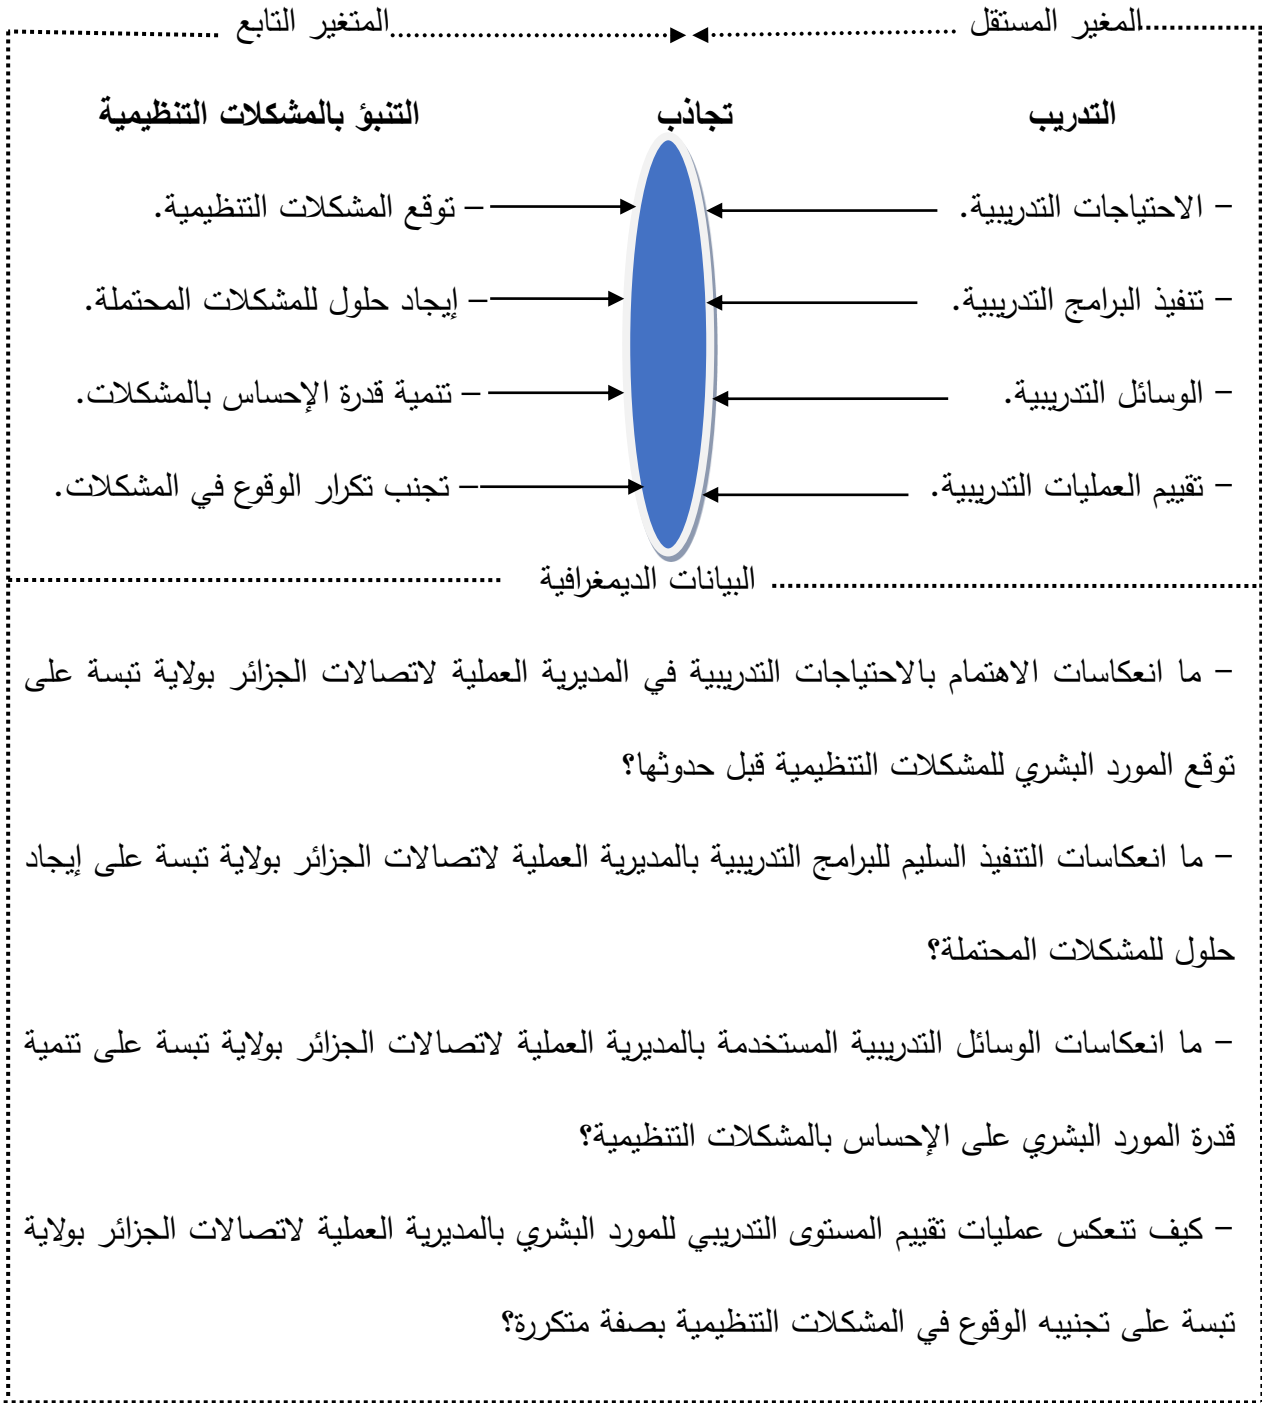 المغير المستقل المتغير التابع
التدريب تجاذب التنبؤ بالمشكلات التنظيمية
- الاحتياجات التدريبية. – توقع المشكلات التنظيمية.
- تنفيذ البرامج التدريبية. – إيجاد حلول للمشكلات المحتملة.
- الوسائل التدريبية. – تنمية قدرة الإحساس بالمشكلات.
- تقييم العمليات التدريبية. – تجنب تكرار الوقوع في المشكلات.
البيانات الديمغرافية
- ما انعكاسات الاهتمام بالاحتياجات التدريبية في المديرية العملية لاتصالات الجزائر بولاية تبسة على
توقع المورد البشري للمشكلات التنظيمية قبل حدوثها؟
- ما انعكاسات التنفيذ السليم للبرامج التدريبية بالمديرية العملية لاتصالات الجزائر بولاية تبسة على إيجاد
حلول للمشكلات المحتملة؟
- ما انعكاسات الوسائل التدريبية المستخدمة بالمديرية العملية لاتصالات الجزائر بولاية تبسة على تنمية
قدرة المورد البشري على الإحساس بالمشكلات التنظيمية؟
- كيف تنعكس عمليات تقييم المستوى التدريبي للمورد البشري بالمديرية العملية لاتصالات الجزائر بولاية
تبسة على تجنيبه الوقوع في المشكلات التنظيمية بصفة متكررة؟